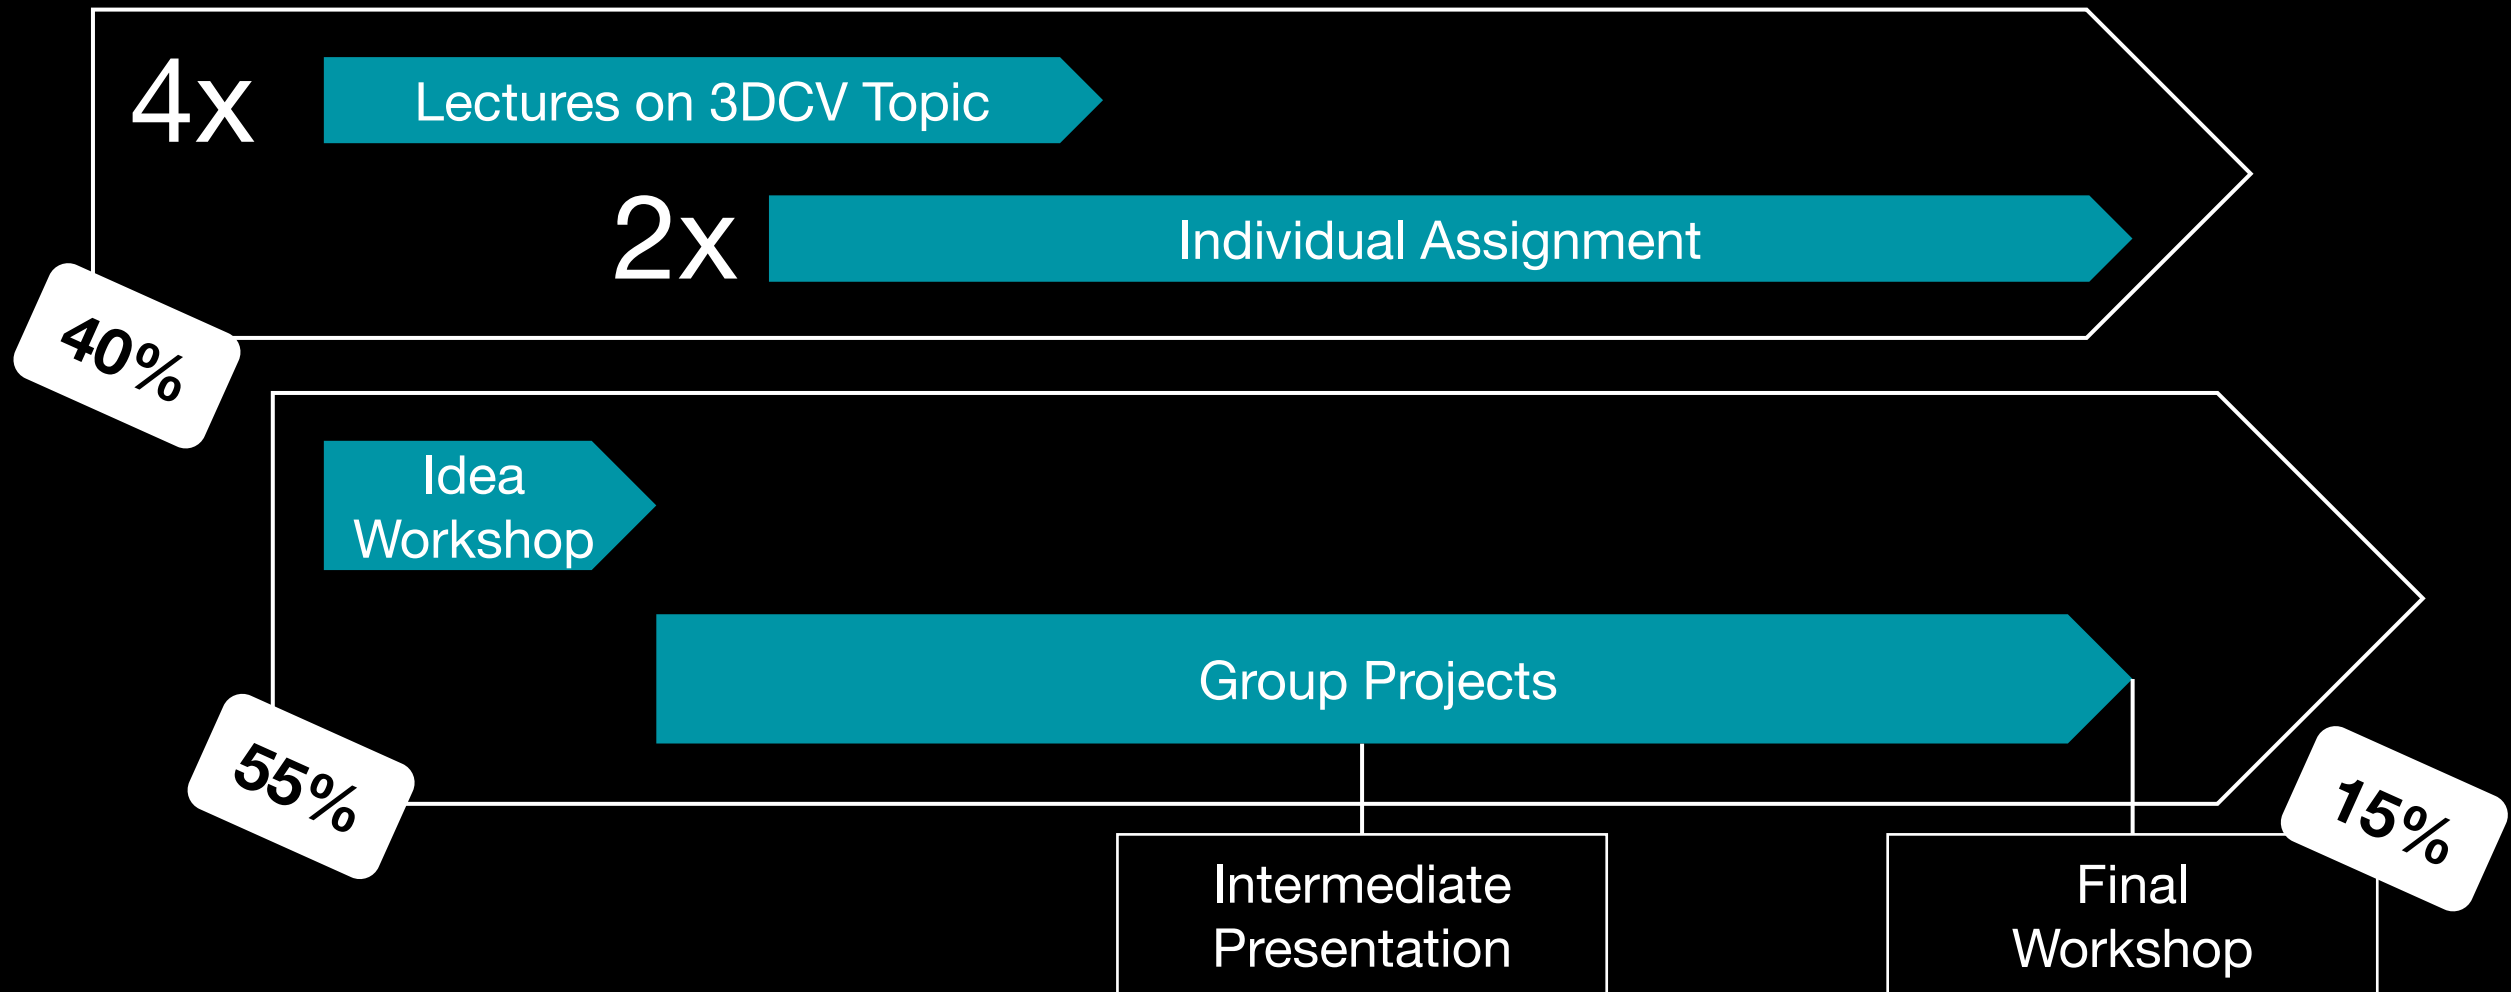 4x
Lectures on 3DCV Topic
2x
Individual Assignment
40%
Idea
Workshop
Group Projects
55%
15%
Intermediate
Presentation
Final
Workshop